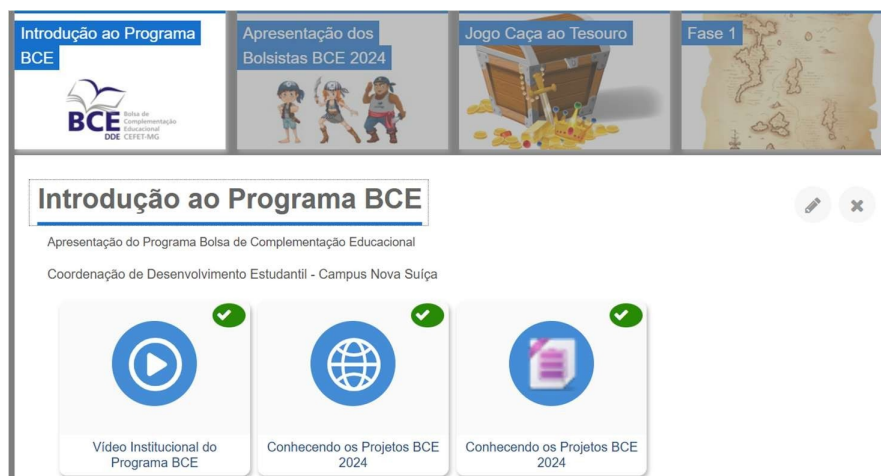 Introdução ao Programa
BCE
BCE
Bolsa de
Complementação
Educacional
DDE CEFET-MG
Apresentação dos
Bolsistas BCE 2024
Jogo Caça ao Tesouro
Fase 1
Introdução ao Programa BCE
Apresentação do Programa Bolsa de Complementação Educacional
Coordenação de Desenvolvimento Estudantil - Campus Nova Suíça
Vídeo Institucional do
Programa BCE
Conhecendo os Projetos BCE
2024
Conhecendo os Projetos BCE
2024